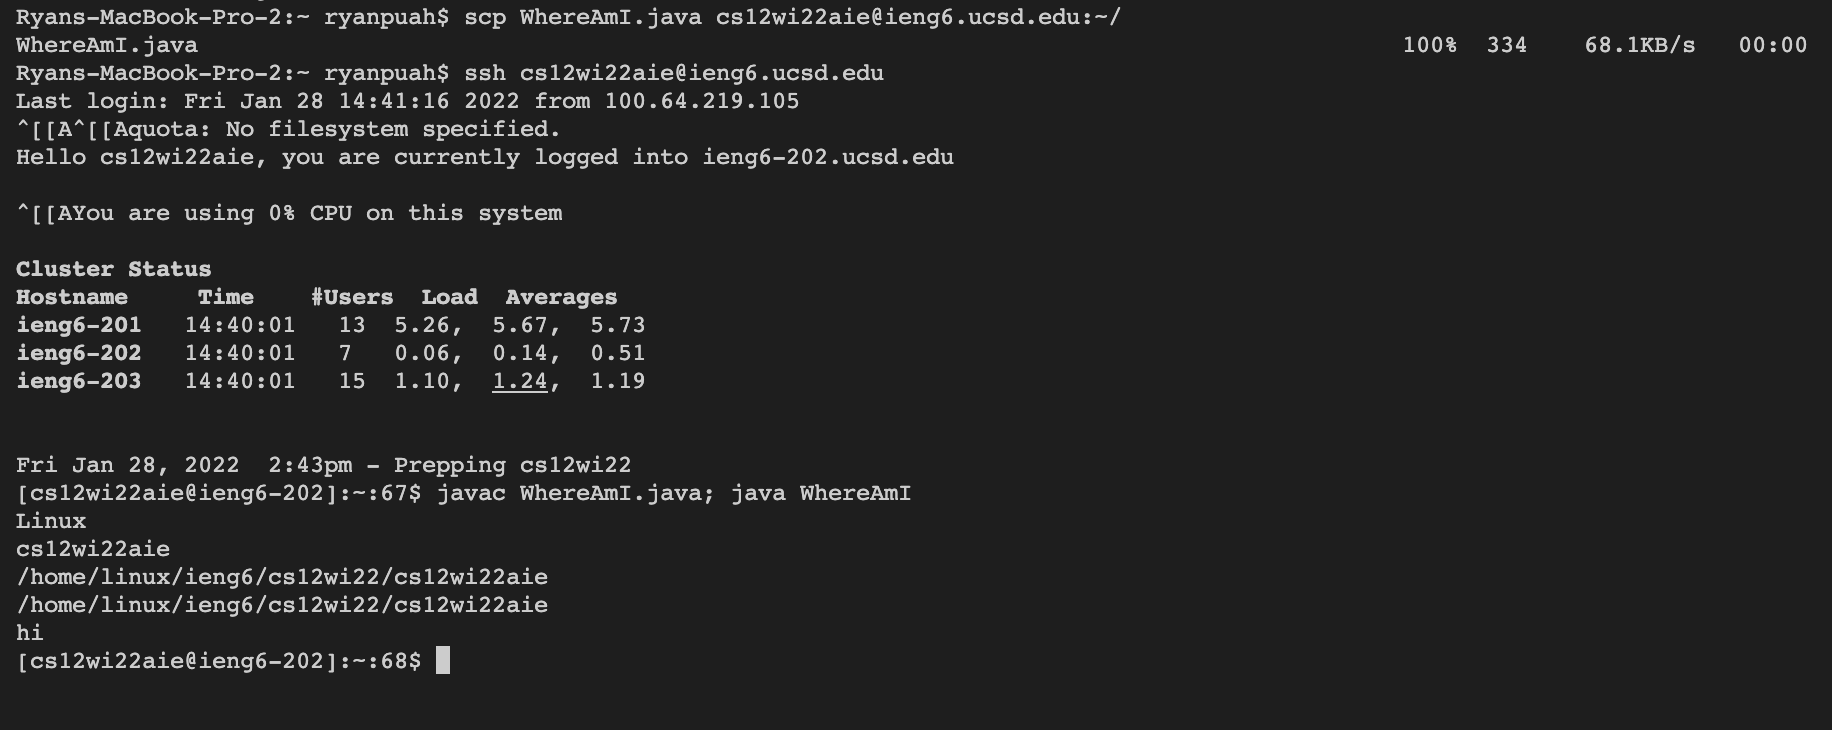 Ryans-MacBook-Pro-2:~ ryanpuah$ scp WhereAmI.java cs12wi22aie@ieng6.ucsd.edu:~/
WhereAmI.java 100% 334 68.1KB/s 00:00
Ryans-MacBook-Pro-2:~ ryanpuah$ ssh cs12wi22aie@ieng6.ucsd.edu
Last login: Fri Jan 28 14:41:16 2022 from 100.64.219.105
^[[A^[[Aquota: No filesystem specified.
Hello cs12wi22aie, you are currently logged into ieng6-202.ucsd.edu
^[[AYou are using 0% CPU on this system
Cluster Status
Hostname Time #Users Load Averages
ieng6-201 14:40:01 13 5.26, 5.67, 5.73
ieng6-202 14:40:01 7 0.06, 0.14, 0.51
ieng6-203 14:40:01 15 1.10, 1.24, 1.19
Fri Jan 28, 2022 2:43pm - Prepping cs12wi22
[cs12wi22aie@ieng6-202]:~:67$ javac WhereAmI.java; java WhereAmI
Linux
cs12wi22aie
/home/linux/ieng6/cs12wi22/cs12wi22aie
/home/linux/ieng6/cs12wi22/cs12wi22aie
hi
[cs12wi22aie@ieng6-202]:~:68$